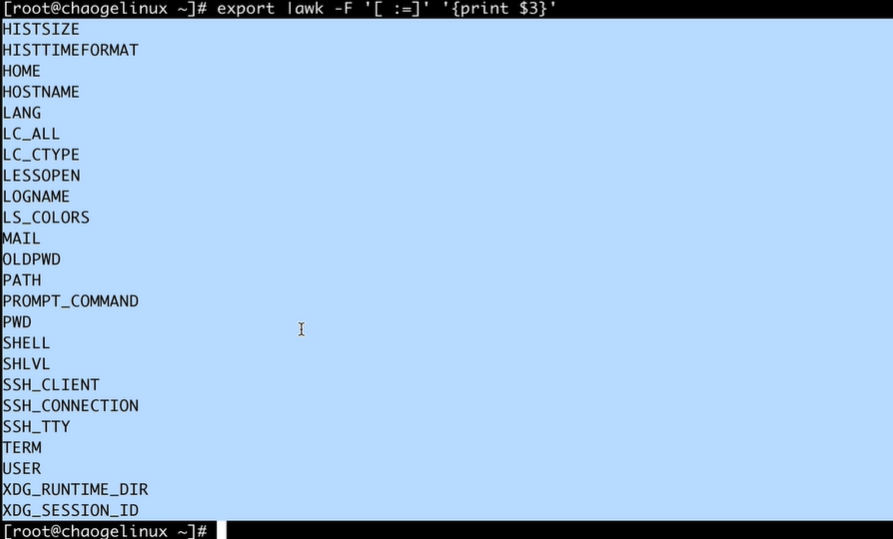 [root@chaogelinux ~]# export |awk -F '[ :=]' '{print $3}'
HISTSIZE
HISTTIMEFORMAT
HOME
HOSTNAME
LANG
LC_ALL
LC_CTYPE
LESSOPEN
LOGNAME
LS_COLORS
MAIL
OLDPWD
PATH
PROMPT_COMMAND
PWD
SHELL
SHLVL
SSH_CLIENT
SSH_CONNECTION
SSH_TTY
TERM
USER
XDG_RUNTIME_DIR
XDG_SESSION_ID
[root@chaogelinux ~]#